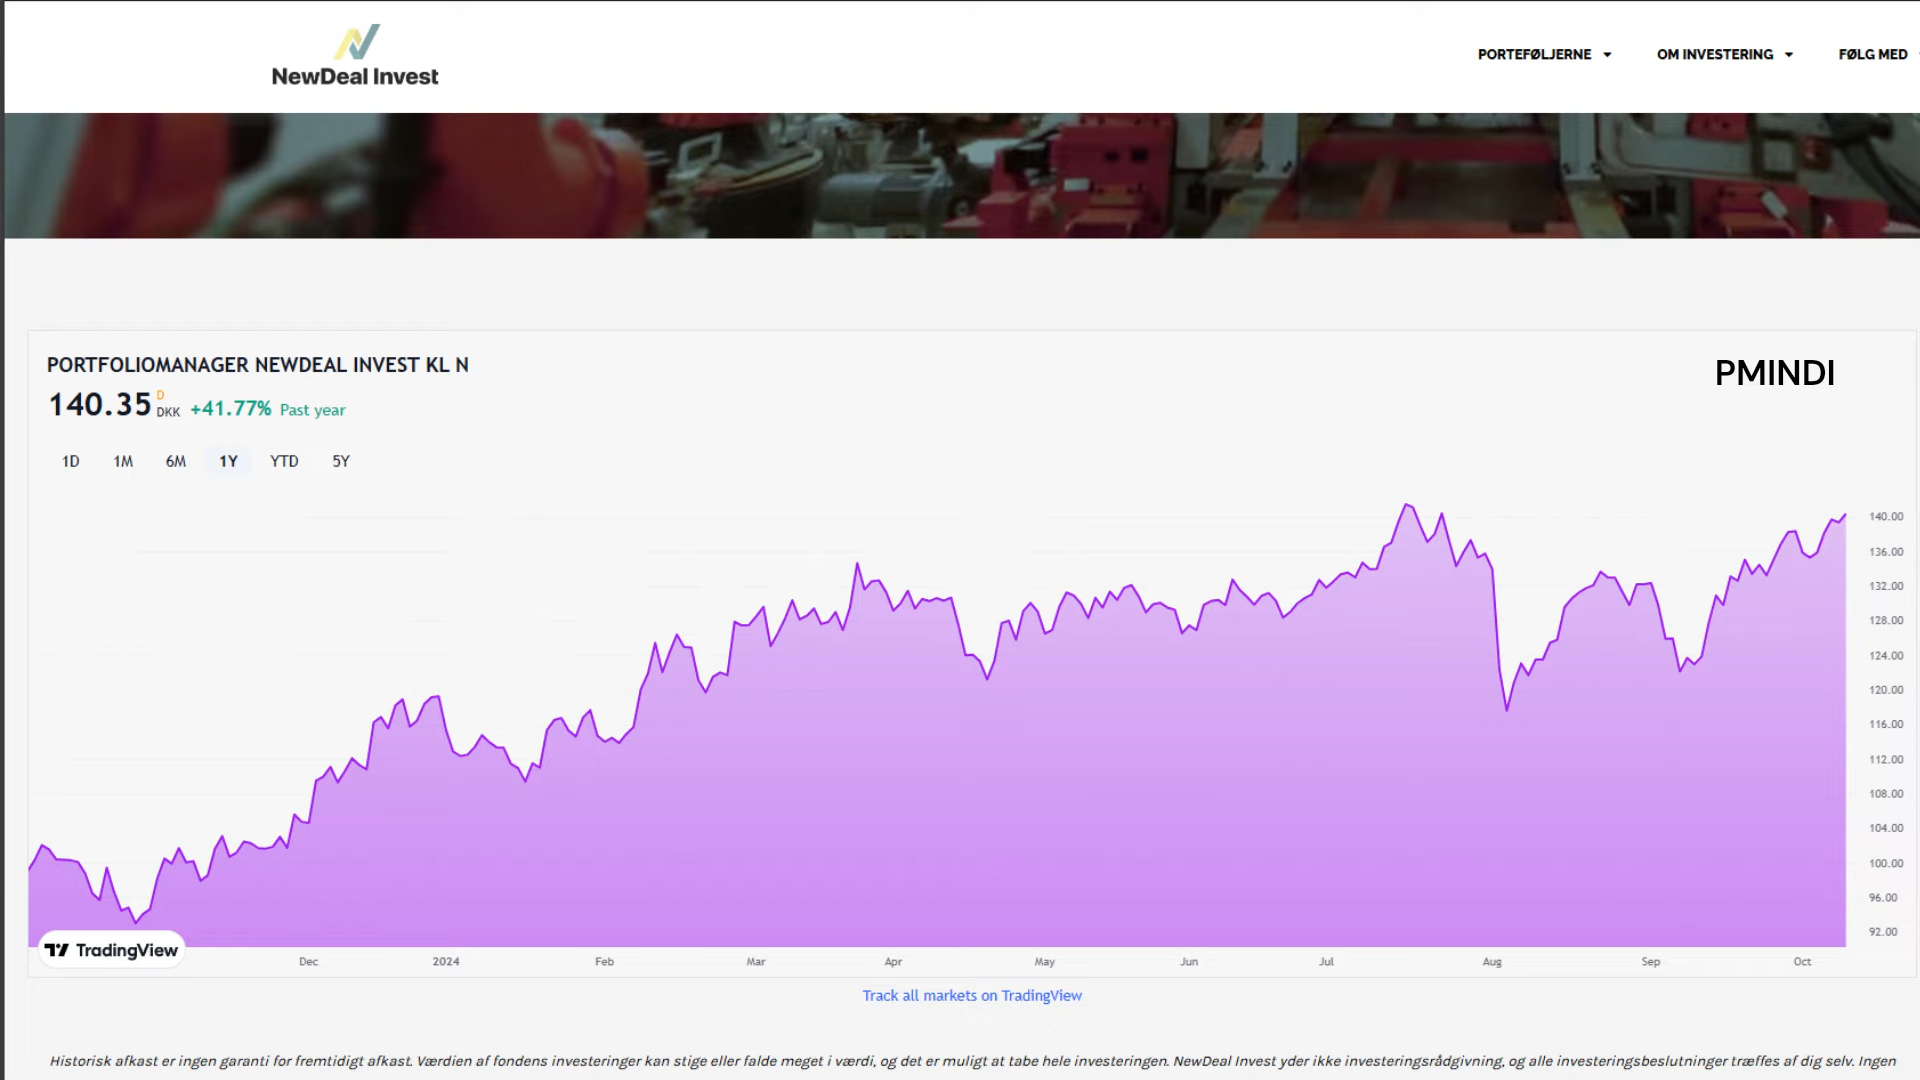 NewDeal Invest
PORTEFØLJERNE OM INVESTERING FØLG MED
PORTFOLIOMANAGER NEWDEAL INVEST KL N
PMINDI
140.35 D DKK +41.77% Past year
1D 1M 6M 1Y YTD 5Y
140.00
136.00
132.00
128.00
124.00
120.00
116.00
112.00
108.00
104.00
100.00
96.00
92.00
TradingView
Dec 2024 Feb Mar Apr May Jun Jul Aug Sep Oct
Track all markets on TradingView
Historisk afkast er ingen garanti for fremtidigt afkast. Værdien af fondens investeringer kan stige eller falde meget i værdi, og det er muligt at tabe hele investeringen. NewDeal Invest yder ikke investeringsrådgivning, og alle investeringsbeslutninger træffes af dig selv. Ingen